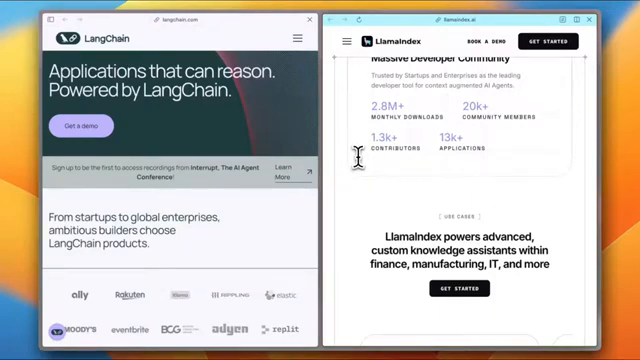 langchain.com
LangChain
Applications that can reason.
Powered by LangChain.
Get a demo
Sign up to be the first to access recordings from Interrupt, The AI Agent
Conference!
Learn
More
From startups to global enterprises,
ambitious builders choose
LangChain products.
ally
Rakuten
Klarna
RIPPLING
elastic
MOODY'S
eventbrite
BCG
adyen
replit
llamaindex.ai
LlamaIndex
BOOK A DEMO
GET STARTED
Massive Developer Community
Trusted by Startups and Enterprises as the leading
developer tool for context augmented AI Agents.
2.8M+
20k+
MONTHLY DOWNLOADS
COMMUNITY MEMBERS
1.3k+
13k+
CONTRIBUTORS
APPLICATIONS
[ USE CASES ]
LlamaIndex powers advanced,
custom knowledge assistants within
finance, manufacturing, IT, and more
GET STARTED